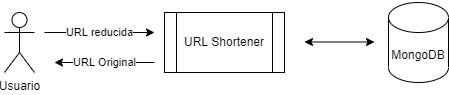 URL reducida
URL Shortener
URL Original
MongoDB
Usuario